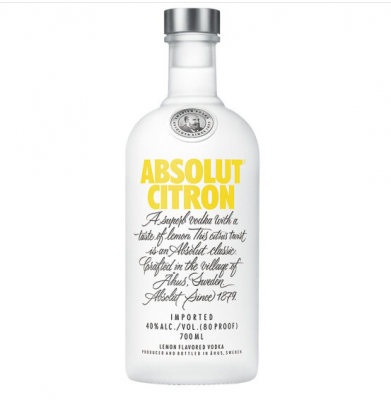 ABSOLUT
CITRON
A superb vodka with a
taste of lemon. This citrus twist
is an Absolut classic.
Crafted in the village of
Åhus, Sweden
Absolut Since 1879.
IMPORTED
40% ALC./VOL. (80 PROOF)
700 ML
LEMON FLAVORED VODKA
PRODUCED AND BOTTLED IN ÅHUS, SWEDEN